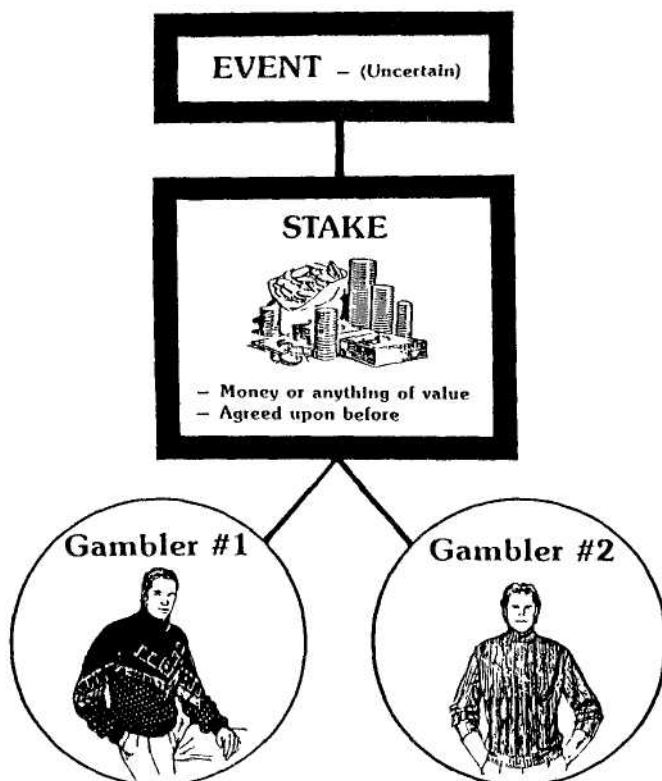 EVENT – (Uncertain)
STAKE
– Money or anything of value
– Agreed upon before
Gambler #1
Gambler #2